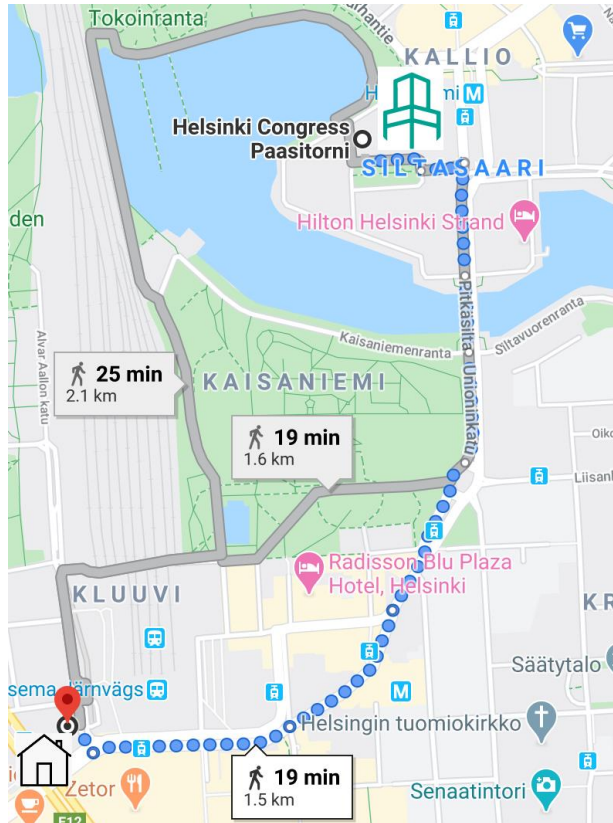 Tokoinranta
KALLIO
Helsinki Congress
Paasitorni
SILTASAARI
Hilton Helsinki Strand
Pitkäsilta
Unioninkatu
Siltavuorenranta
Kaisaniemenranta
Alvar Aallon katu
25 min
2.1 km
KAISANIEMI
19 min
1.6 km
Radisson Blu Plaza
Hotel, Helsinki
KLUUVI
M
M
Säätytalo
Helsingin tuomiokirkko
Zetor
19 min
1.5 km
Senaatintori
E12